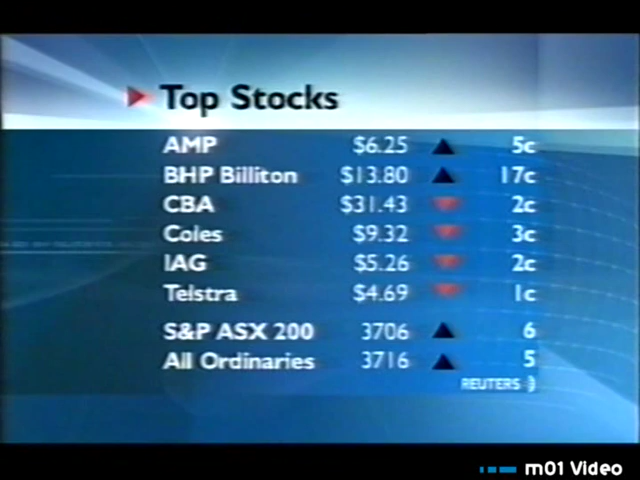 Top Stocks
AMP $6.25 ▲ 5c
BHP Billiton $13.80 ▲ 17c
CBA $31.43 ▼ 2c
Coles $9.32 ▼ 3c
IAG $5.26 ▼ 2c
Telstra $4.69 ▼ 1c
S&P ASX 200 3706 ▲ 6
All Ordinaries 3716 ▲ 5
REUTERS
m01 Video